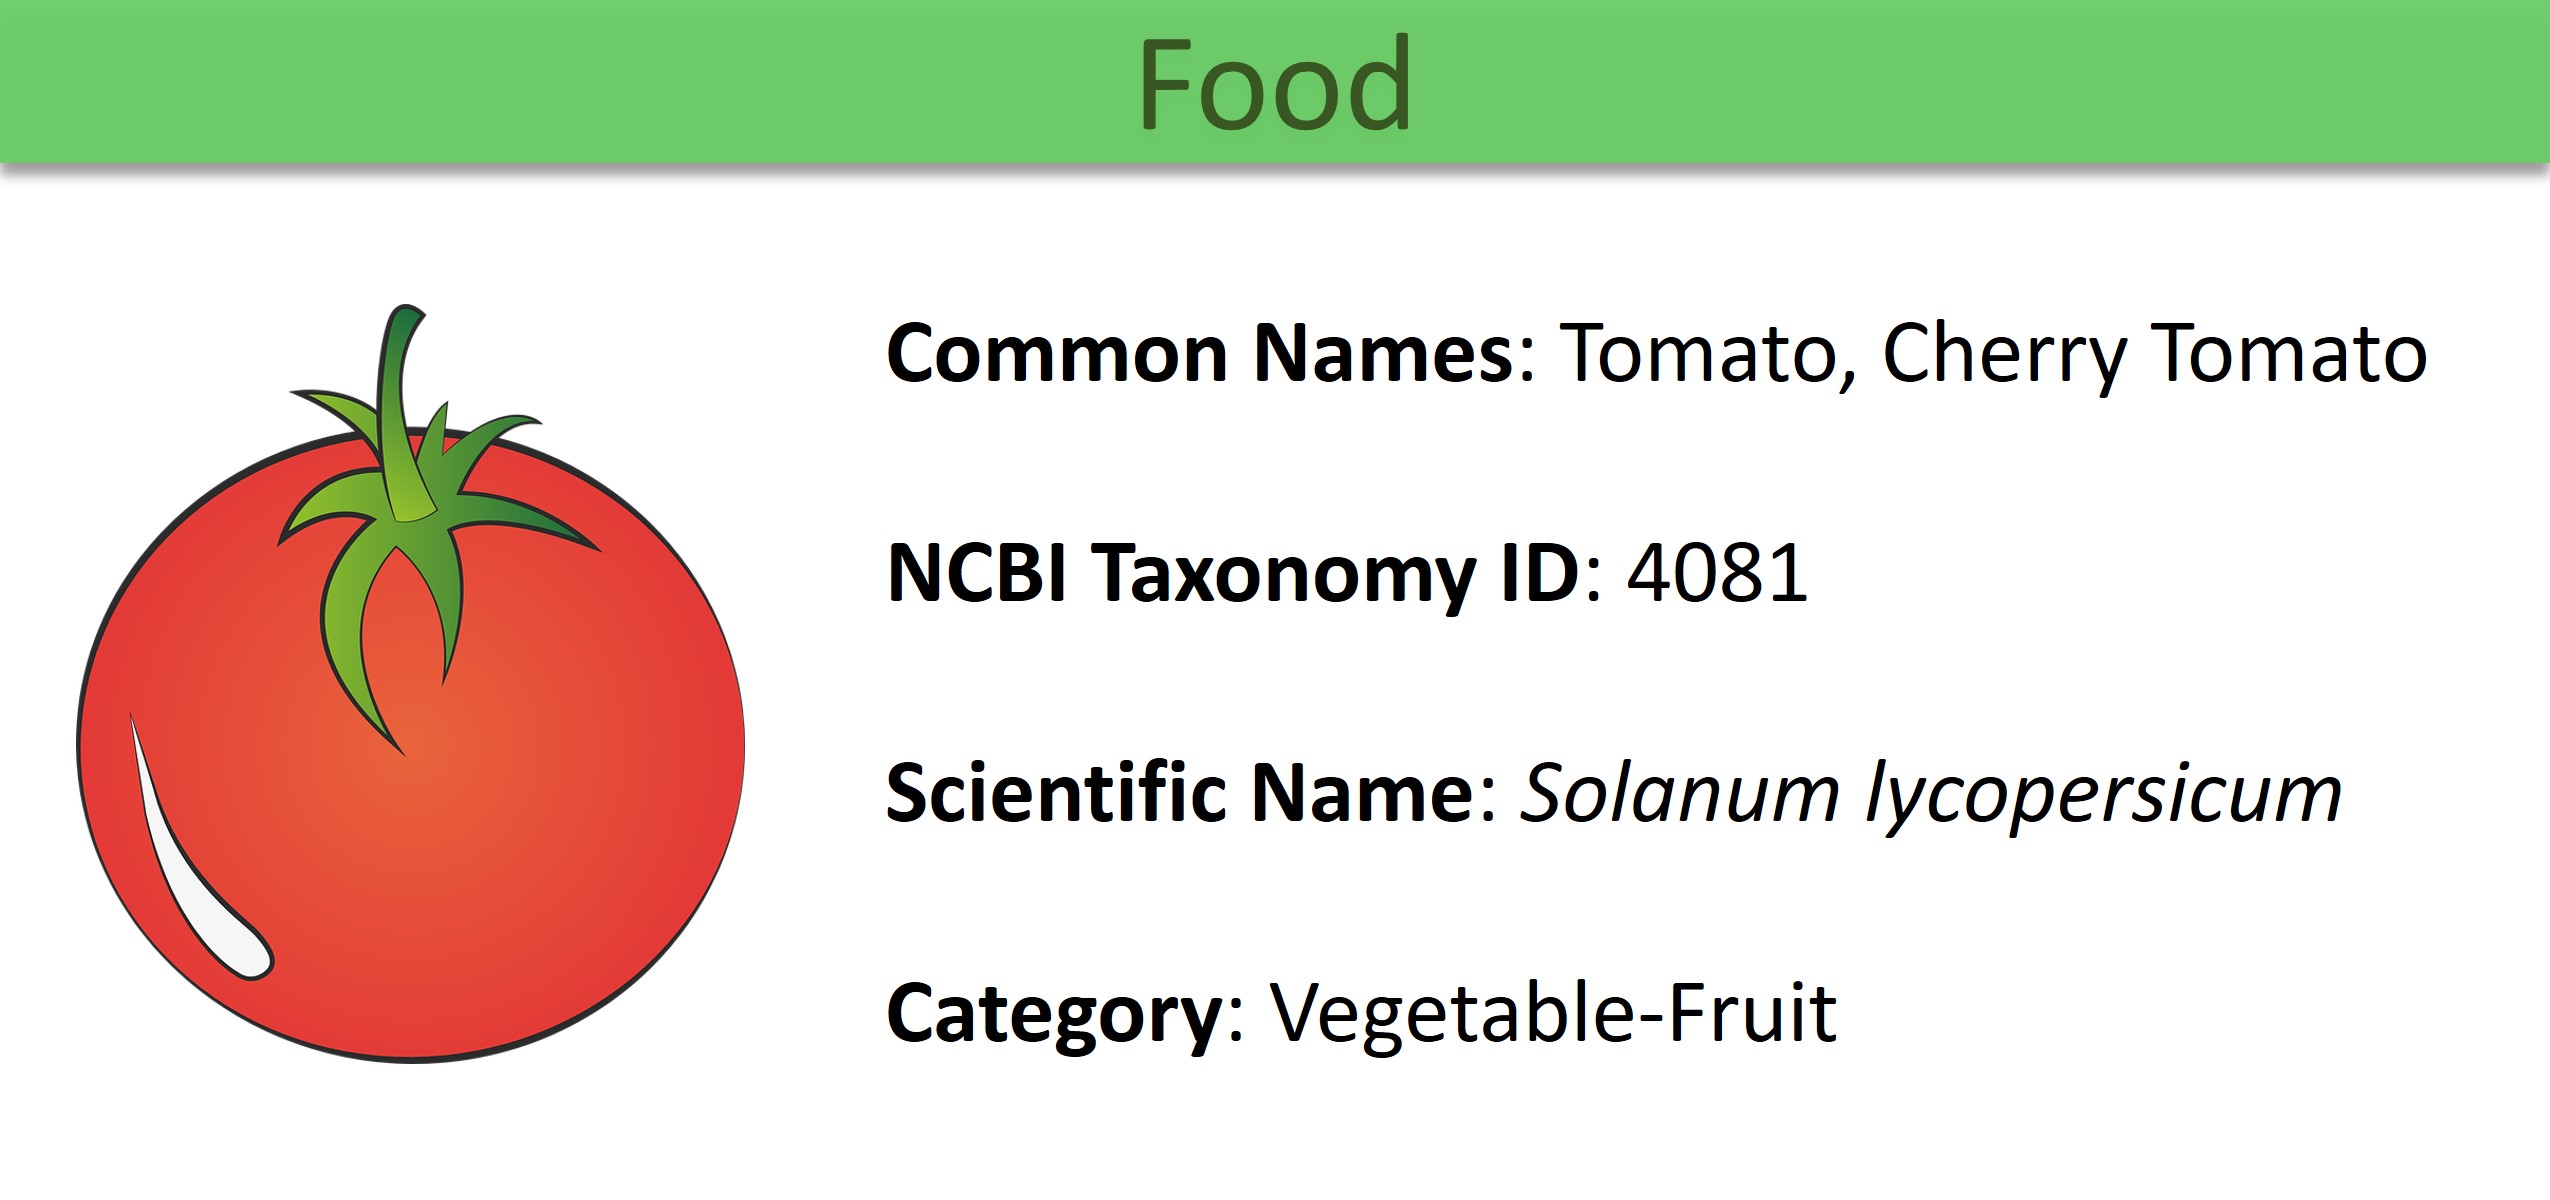 Food
Common Names: Tomato, Cherry Tomato
NCBI Taxonomy ID: 4081
Scientific Name: Solanum lycopersicum
Category: Vegetable-Fruit